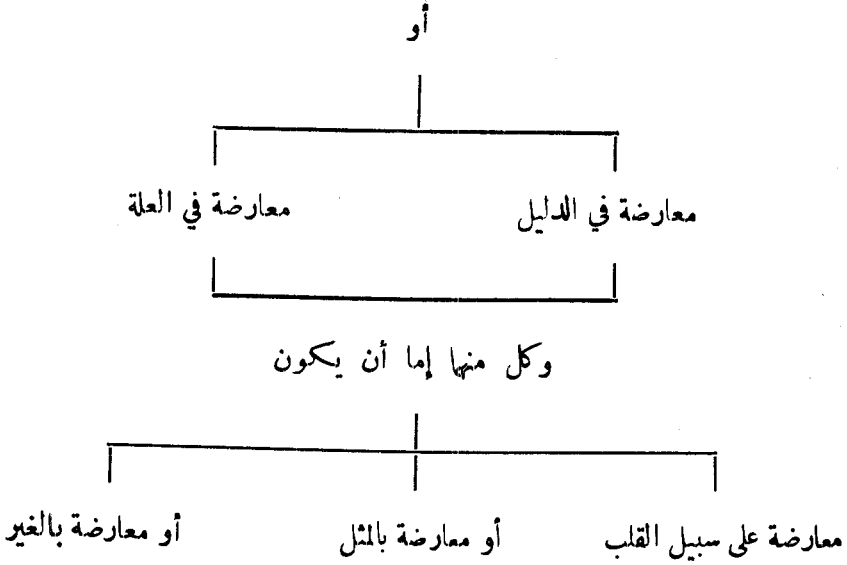 أو
معارضة في الدليل
معارضة في العلة
وكل منها إما أن يكون
معارضة على سبيل القلب
أو معارضة بالمثل
أو معارضة بالغير